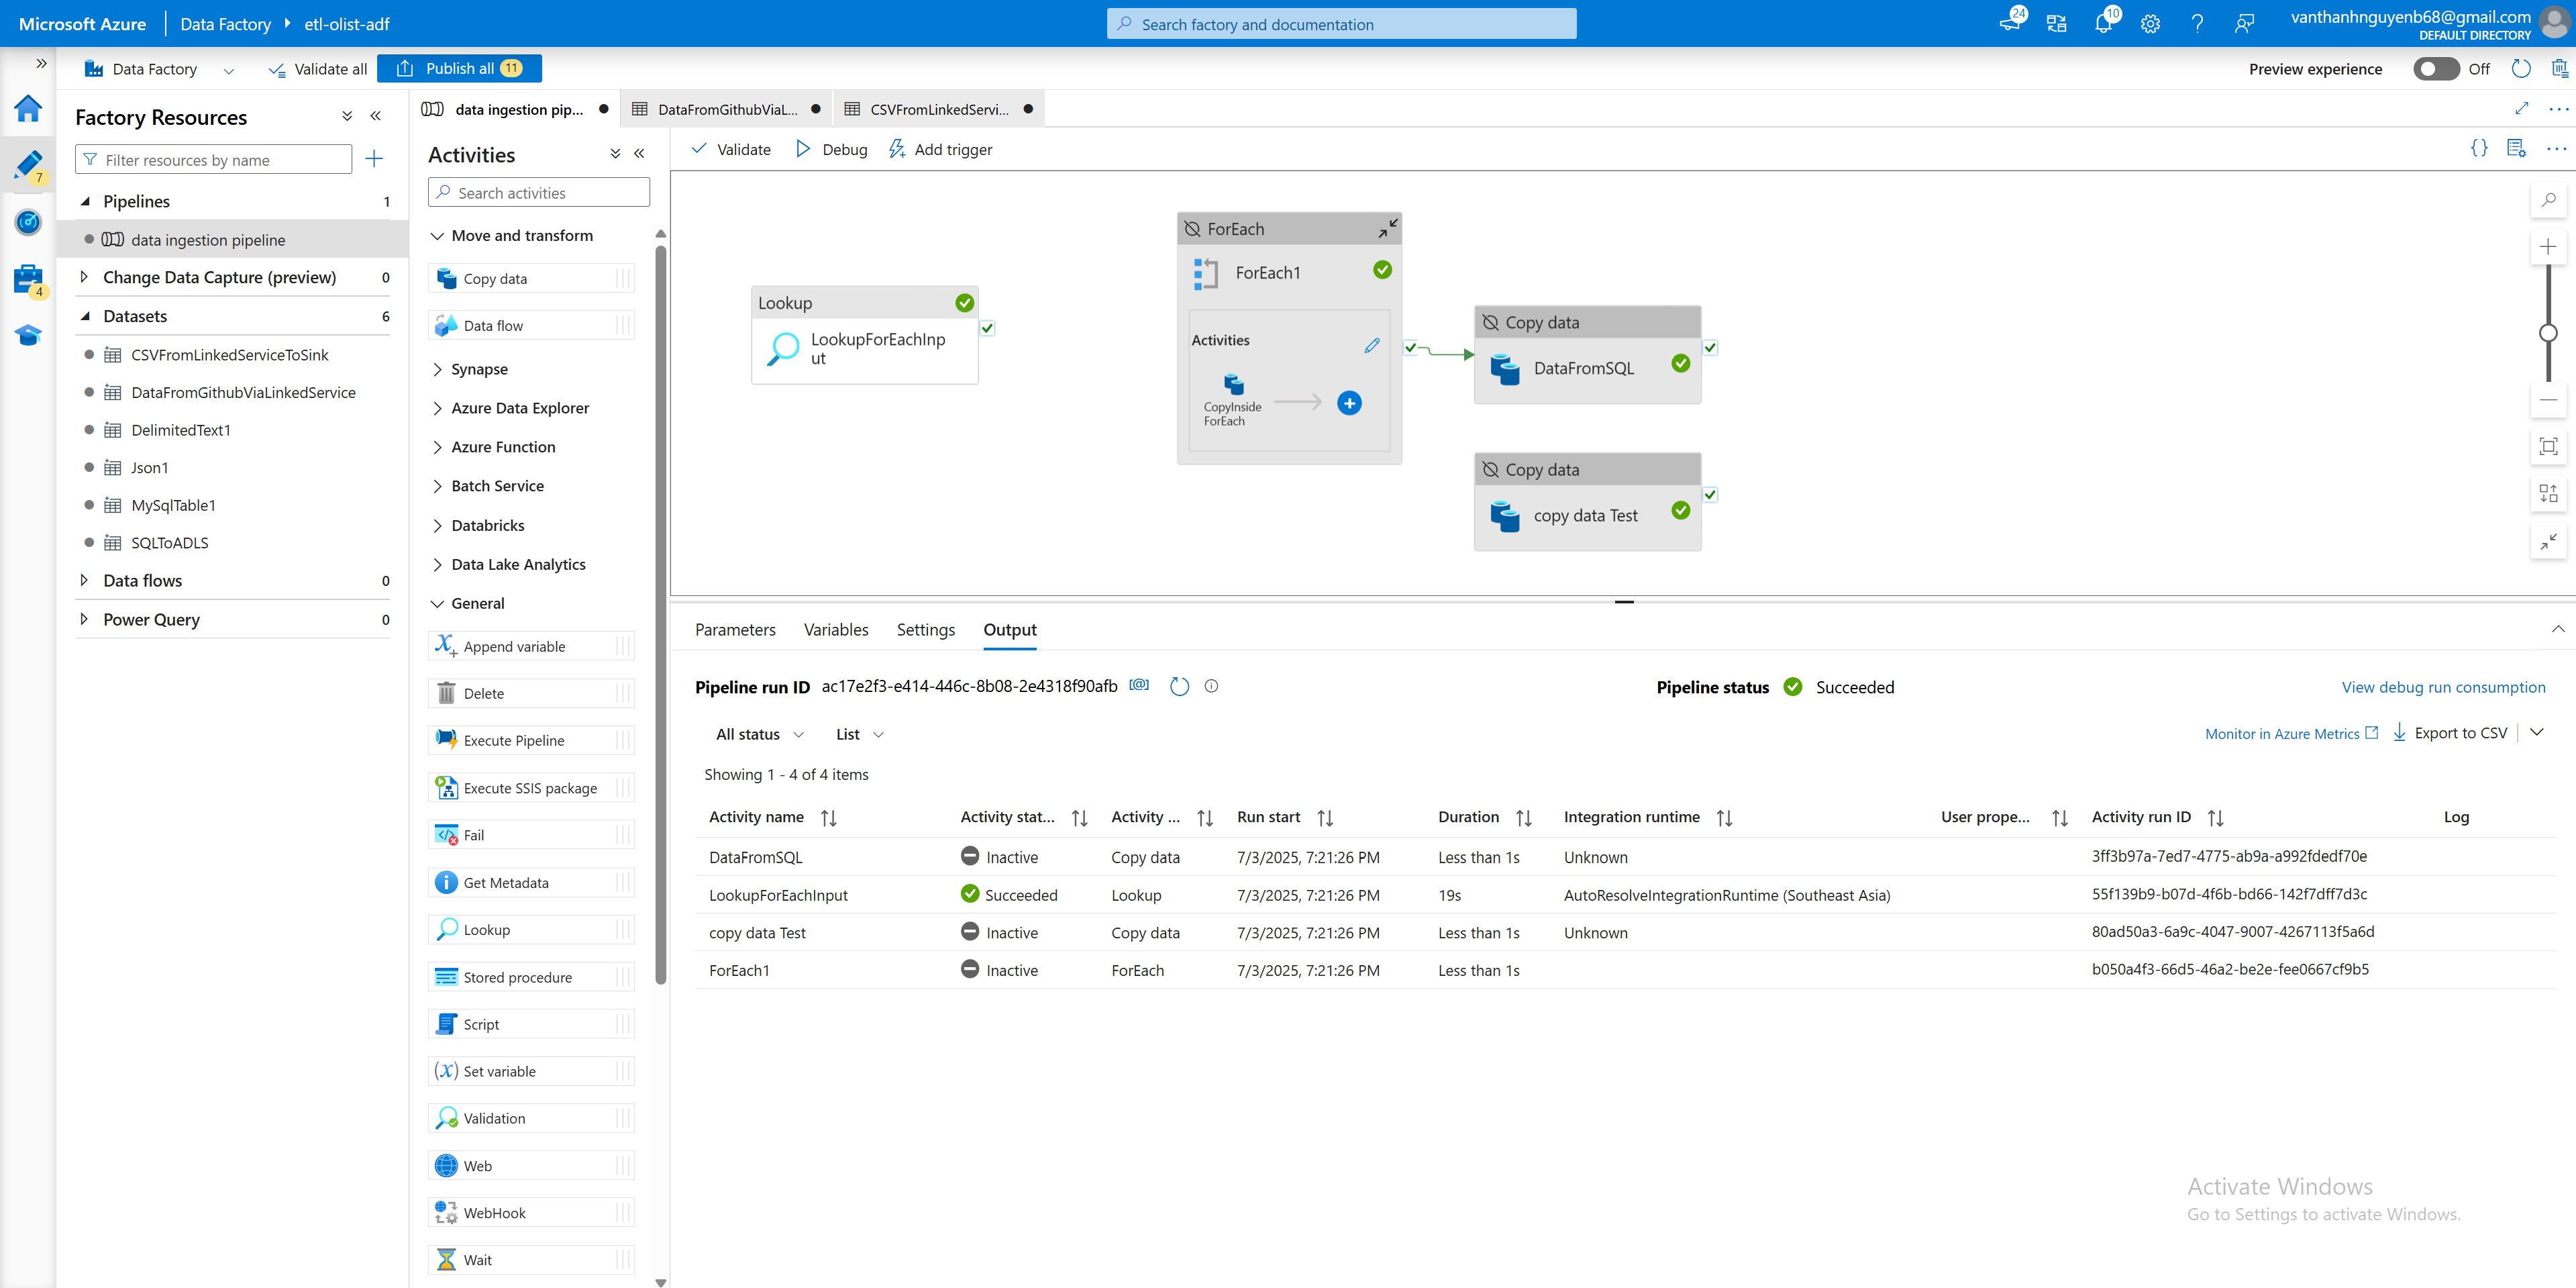 Microsoft Azure
Data Factory
etl-olist-adf
Search factory and documentation
24
10
vanthanhnguyenb68@gmail.com
DEFAULT DIRECTORY
Data Factory
Validate all
Publish all 11
Preview experience
Off
7
4
Factory Resources
Filter resources by name
Pipelines 1
data ingestion pipeline
Change Data Capture (preview) 0
Datasets 6
CSVFromLinkedServiceToSink
DataFromGithubViaLinkedService
DelimitedText1
Json1
MySqlTable1
SQLToADLS
Data flows 0
Power Query 0
data ingestion pip...
DataFromGithubViaL...
CSVFromLinkedServi...
Activities
Search activities
Move and transform
Copy data
Data flow
Synapse
Azure Data Explorer
Azure Function
Batch Service
Databricks
Data Lake Analytics
General
Append variable
Delete
Execute Pipeline
Execute SSIS package
Fail
Get Metadata
Lookup
Stored procedure
Script
Set variable
Validation
Web
WebHook
Wait
Validate
Debug
Add trigger
Lookup
LookupForEachInp
ut
ForEach
ForEach1
Activities
CopyInside
ForEach
Copy data
DataFromSQL
Copy data
copy data Test
Parameters Variables Settings Output
Pipeline run ID ac17e2f3-e414-446c-8b08-2e4318f90afb
Pipeline status Succeeded
View debug run consumption
All status List
Monitor in Azure Metrics Export to CSV
Showing 1 - 4 of 4 items
Activity name Activity stat... Activity ... Run start Duration Integration runtime User prope... Activity run ID Log
DataFromSQL Inactive Copy data 7/3/2025, 7:21:26 PM Less than 1s Unknown 3ff3b97a-7ed7-4775-ab9a-a992fdedf70e
LookupForEachInput Succeeded Lookup 7/3/2025, 7:21:26 PM 19s AutoResolveIntegrationRuntime (Southeast Asia) 55f139b9-b07d-4f6b-bd66-142f7dff7d3c
copy data Test Inactive Copy data 7/3/2025, 7:21:26 PM Less than 1s Unknown 80ad50a3-6a9c-4047-9007-4267113f5a6d
ForEach1 Inactive ForEach 7/3/2025, 7:21:26 PM Less than 1s b050a4f3-66d5-46a2-be2e-fee0667cf9b5
Activate Windows
Go to Settings to activate Windows.